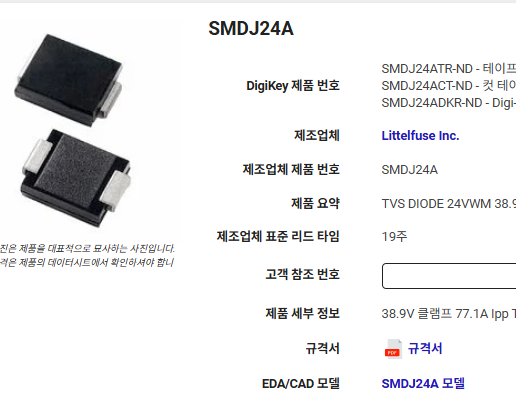 SMDJ24A
DigiKey 제품 번호
SMDJ24ATR-ND - 테이프
SMDJ24ACT-ND - 컷 테이
SMDJ24ADKR-ND - Digi-
제조업체
Littelfuse Inc.
제조업체 제품 번호
SMDJ24A
제품 요약
TVS DIODE 24VWM 38.9
제조업체 표준 리드 타임
19주
고객 참조 번호
제품 세부 정보
38.9V 클램프 77.1A Ipp T
규격서
PDF 규격서
EDA/CAD 모델
SMDJ24A 모델
진은 제품을 대표적으로 묘사하는 사진입니다.
격은 제품의 데이터시트에서 확인하셔야 합니